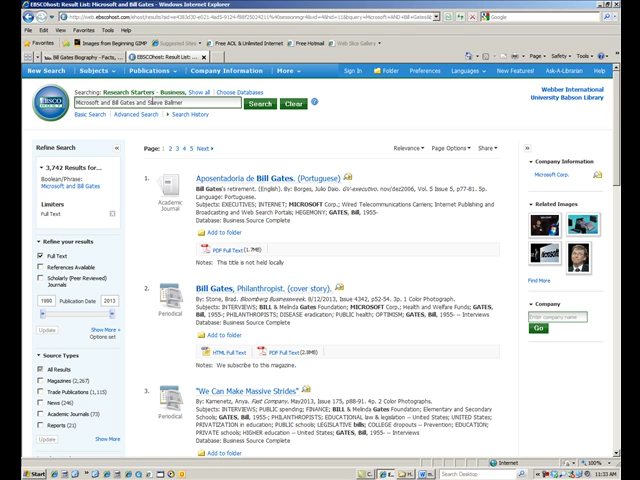 EBSCOhost: Result List: Microsoft and Bill Gates - Windows Internet Explorer
File Edit View Favorites Tools Help
Favorites Images from Beginning GIMP Suggested Sites Free AOL & Unlimited Internet Free Hotmail Web Slice Gallery
Bill Gates Biography - Facts, ... EBSCOhost: Result List: ...
Page Safety Tools
New Search Subjects Publications Company Information More Sign In Folder Preferences Languages New Features! Ask-A-Librarian Help
EBSCO HOST
Searching: Research Starters - Business, Show all Choose Databases
Microsoft and Bill Gates and Steve Ballmer Search Clear
Basic Search Advanced Search Search History
Webber International
University Babson Library
Refine Search
3,742 Results for...
Boolean/Phrase:
Microsoft and Bill Gates
Limiters
Full Text
Refine your results
Full Text
References Available
Scholarly (Peer Reviewed) Journals
1990 Publication Date 2013
Update Show More
Options set
Source Types
All Results
Magazines (2,267)
Trade Publications (1,115)
News (246)
Academic Journals (73)
Reports (21)
Update Show More
Page: 1 2 3 4 5 Next
Relevance Page Options Share
1. Aposentadoria de Bill Gates. (Portuguese)
Academic Journal
Bill Gates's retirement. (English). By: Borges, Julio Dao. GV-executivo. nov/dez2006, Vol. 5 Issue 5, p77-81. 5p.
Language: Portuguese.
Subjects: EXECUTIVES; INTERNET; MICROSOFT Corp.; Wired Telecommunications Carriers; Internet Publishing and
Broadcasting and Web Search Portals; HEGEMONY; GATES, Bill, 1955-
Database: Business Source Complete
Add to folder
PDF Full Text (1.7MB)
Notes: This title is not held locally
2. Bill Gates, Philanthropist. (cover story).
Periodical
By: Stone, Brad. Bloomberg Businessweek. 8/12/2013, Issue 4342, p52-54. 3p. 1 Color Photograph.
Subjects: INTERVIEWS; BILL & Melinda Gates Foundation; MICROSOFT Corp.; Health and Welfare Funds; GATES,
Bill, 1955-; PHILANTHROPISTS; DISEASE eradication; PUBLIC health; OPTIMISM; GATES, Bill, 1955- -- Interviews
Database: Business Source Complete
Add to folder
HTML Full Text PDF Full Text (2.8MB)
Notes: We subscribe to this magazine.
3. "We Can Make Massive Strides"
Periodical
By: Kamenetz, Anya. Fast Company. May2013, Issue 175, p88-91. 4p. 2 Color Photographs.
Subjects: INTERVIEWS; PUBLIC spending; FINANCE; BILL & Melinda Gates Foundation; Elementary and Secondary
Schools; GATES, Bill, 1955-; PHILANTHROPISTS; EDUCATIONAL law & legislation -- United States; UNITED States;
PRIVATIZATION in education; PUBLIC schools; LEGISLATIVE bills; COLLEGE dropouts -- Prevention; EDUCATION;
PRIVATE schools; HIGHER education -- United States; GATES, Bill, 1955- -- Interviews
Database: Business Source Complete
Company Information
Microsoft Corp.
Related Images
Find More
Company
Enter company name
Go
Internet 100%
Start Search Desktop 11:33 AM